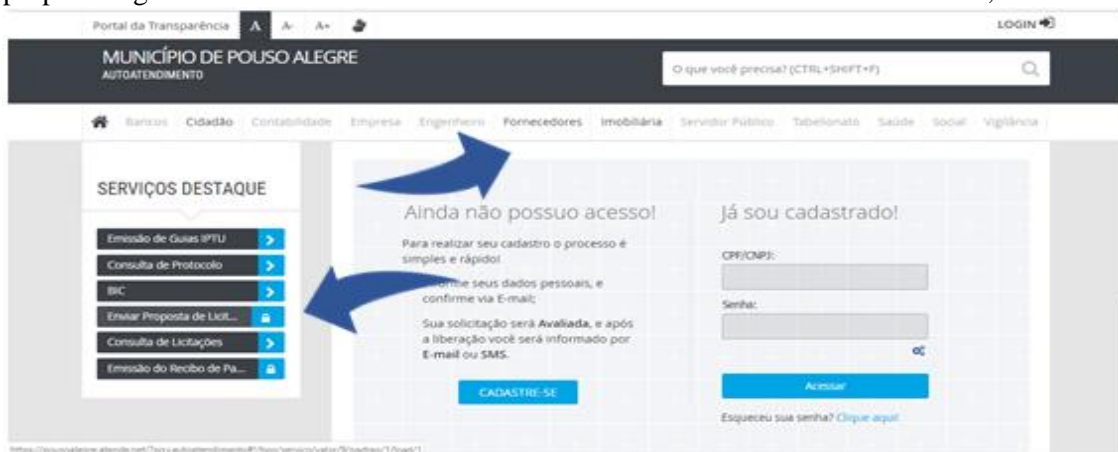 Portal da Transparência A A- A+ LOGIN
MUNICÍPIO DE POUSO ALEGRE
AUTOATENDIMENTO
O que você precisa? (CTRL+SHIFT+F)
Bancos Cidadão Contabilidade Empresa Engenheiro Fornecedores Imobiliária Servidor Público Tabelionato Saúde Social Vigilância
SERVIÇOS DESTAQUE
Emissão de Guias IPTU
Consulta de Protocolo
BIC
Enviar Proposta de Licit...
Consulta de Licitações
Emissão do Recibo de Pa...
Ainda não possuo acesso!
Para realizar seu cadastro o processo é
simples e rápido!
seus dados pessoais, e
confirme via E-mail;
Sua solicitação será Avaliada, e após
a liberação você será informado por
E-mail ou SMS.
CADASTRE-SE
Já sou cadastrado!
CPF/CNPJ:
Senha:
Acessar
Esqueceu sua senha? Clique aqui!